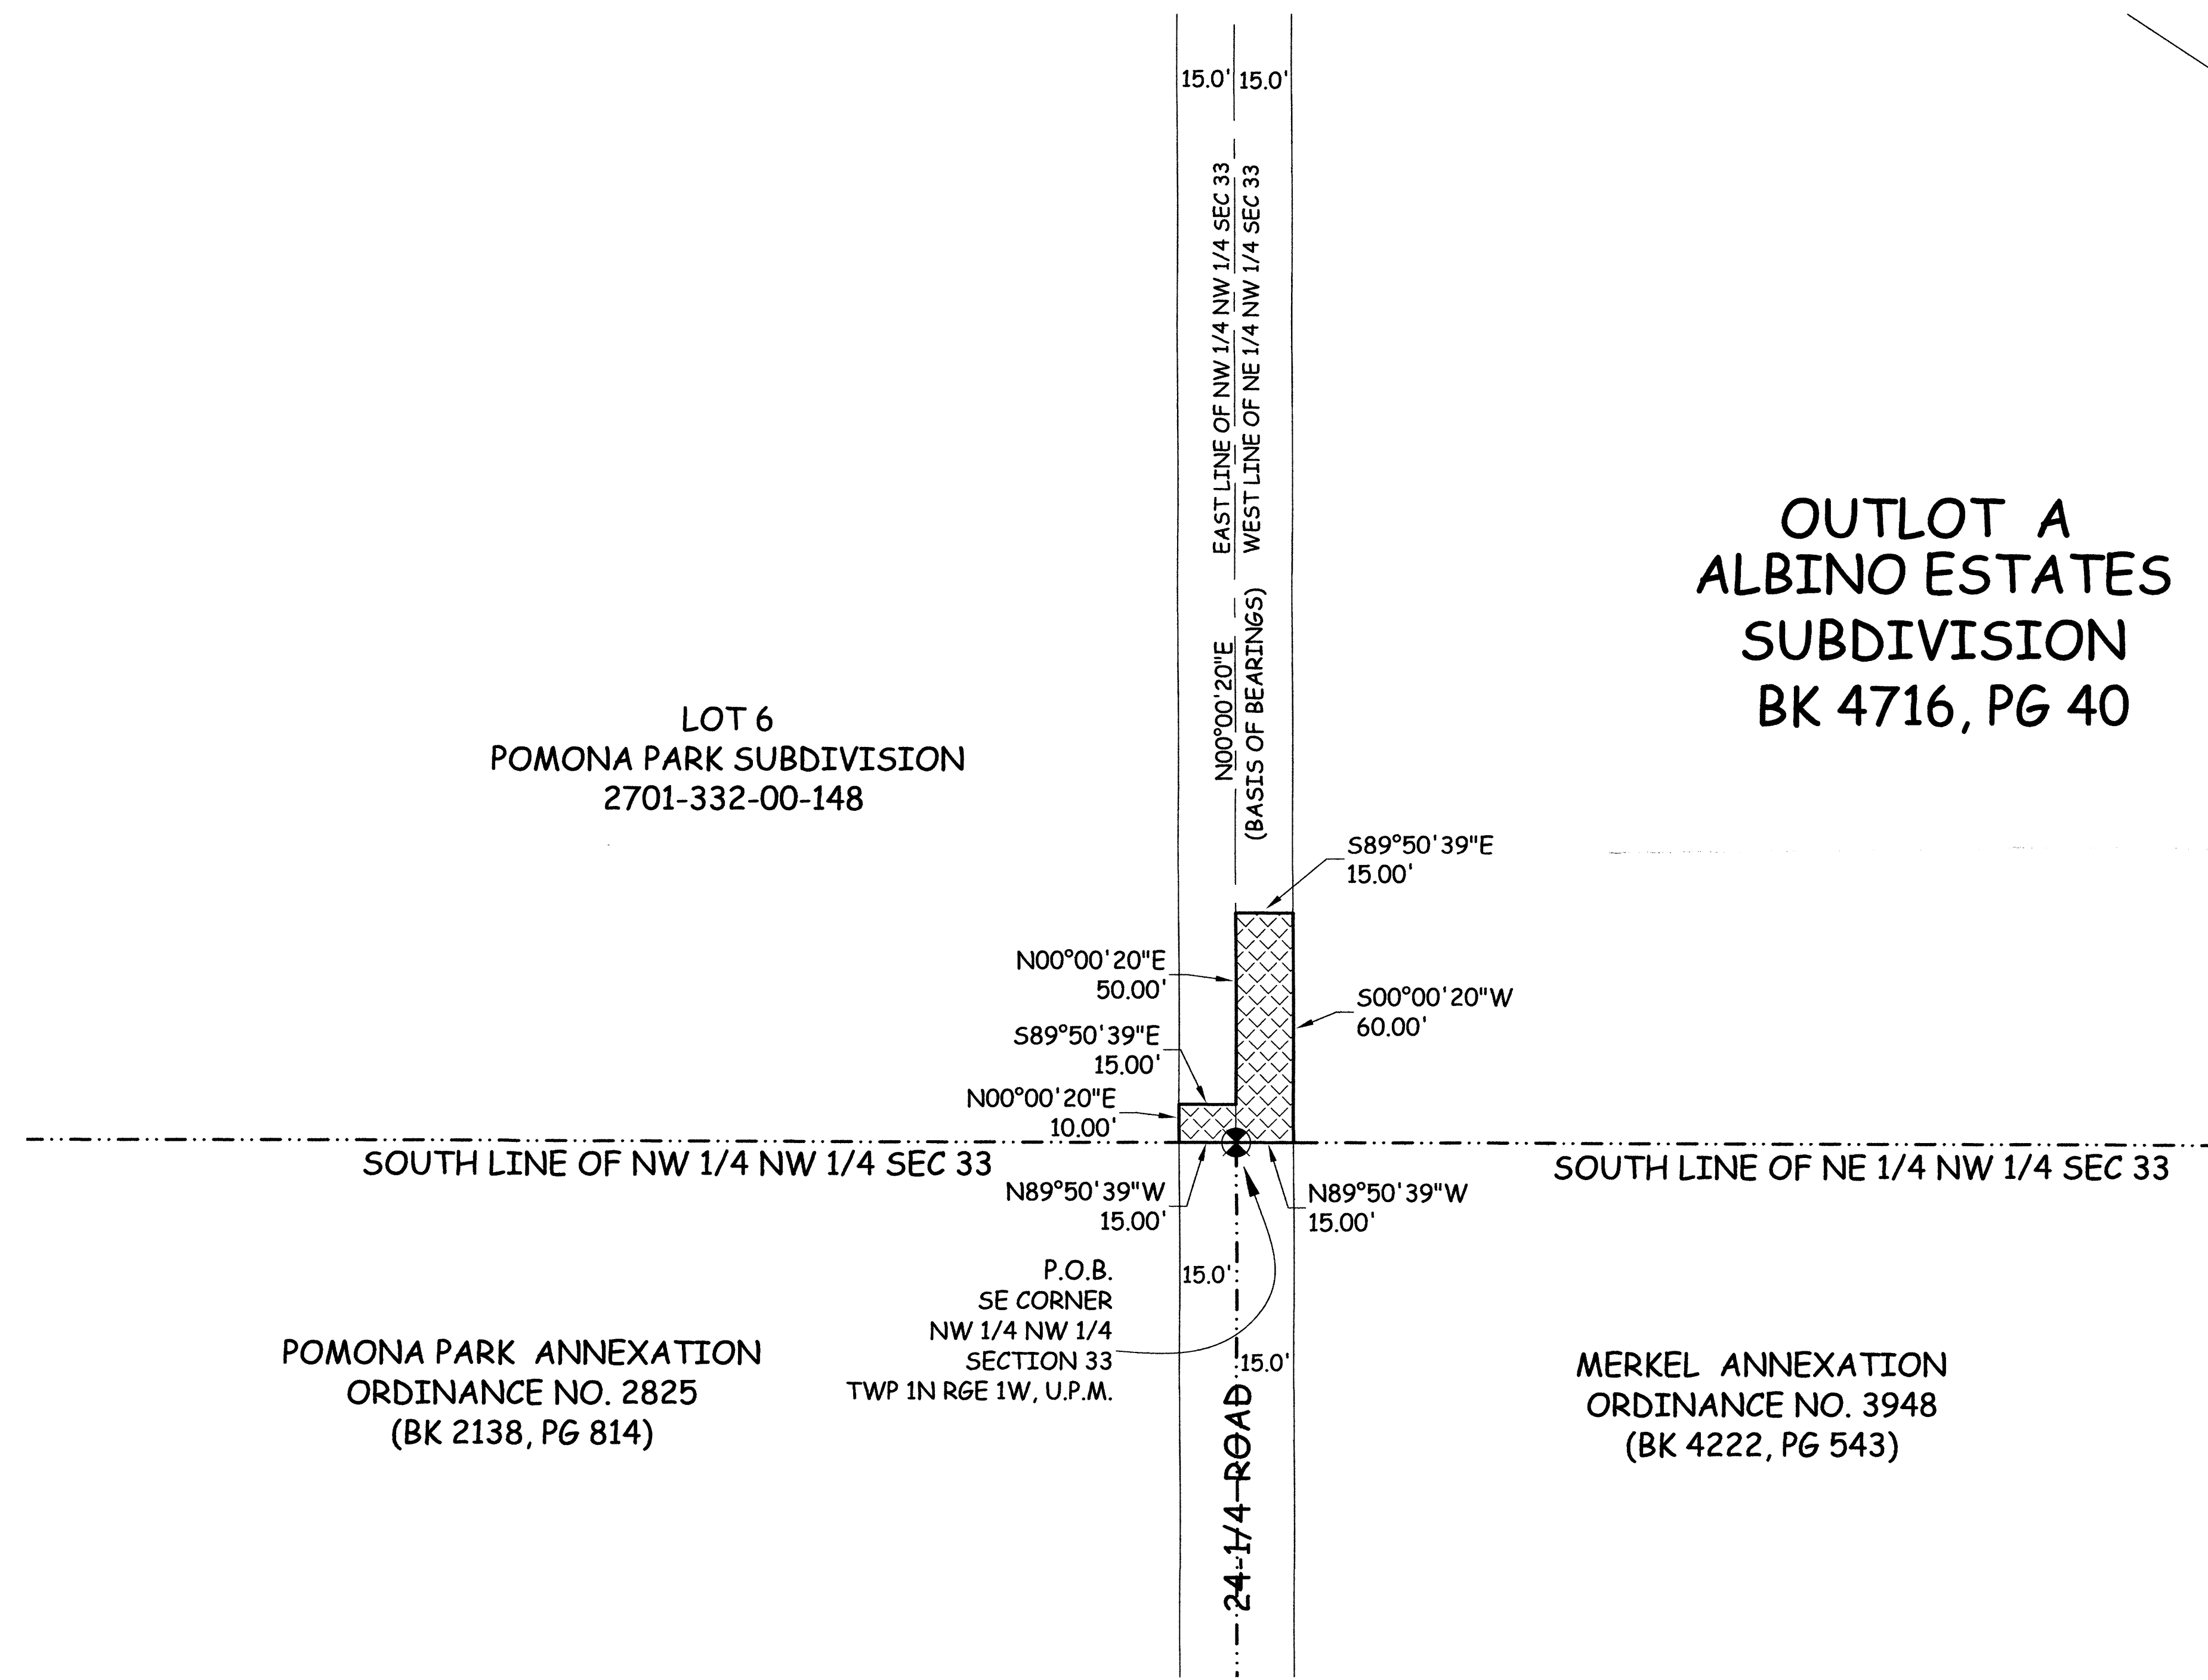 15.0' 15.0'
EAST LINE OF NW 1/4 NW 1/4 SEC 33
WEST LINE OF NE 1/4 NW 1/4 SEC 33
N00°00'20"E
(BASIS OF BEARINGS)
OUTLOT A
ALBINO ESTATES
SUBDIVISION
BK 4716, PG 40
LOT 6
POMONA PARK SUBDIVISION
2701-332-00-148
S89°50'39"E
15.00'
N00°00'20"E
50.00'
S00°00'20"W
60.00'
S89°50'39"E
15.00'
N00°00'20"E
10.00'
SOUTH LINE OF NW 1/4 NW 1/4 SEC 33
SOUTH LINE OF NE 1/4 NW 1/4 SEC 33
N89°50'39"W
15.00'
N89°50'39"W
15.00'
P.O.B.
SE CORNER
NW 1/4 NW 1/4
SECTION 33
TWP 1N RGE 1W, U.P.M.
15.0'
15.0'
24-1/4 ROAD
POMONA PARK ANNEXATION
ORDINANCE NO. 2825
(BK 2138, PG 814)
MERKEL ANNEXATION
ORDINANCE NO. 3948
(BK 4222, PG 543)